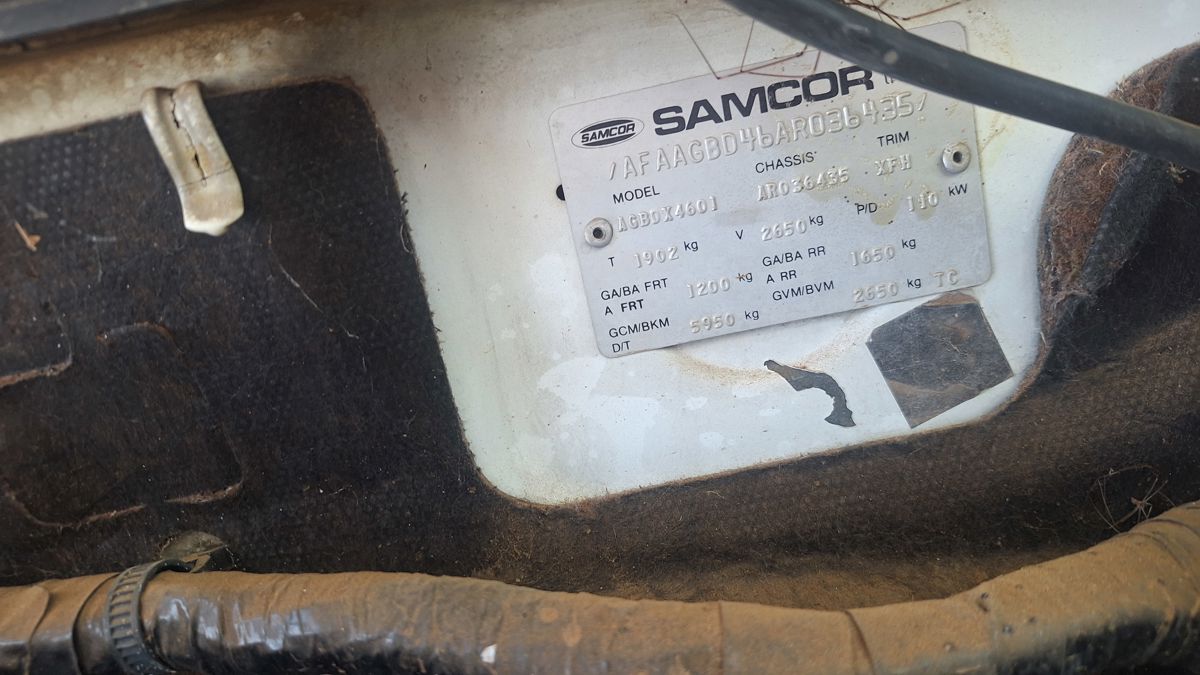 SAMCOR
SAMCOR
/AFAAGBD46AR036435/
MODEL CHASSIS TRIM
AGBDX4601 AR036435 XFH
T 1902 kg V 2650 kg P/D 110 kW
GA/BA FRT 1200 kg GA/BA RR 1650 kg
A FRT A RR
GCM/BKM 5950 kg GVM/BVM 2650 kg TC
D/T